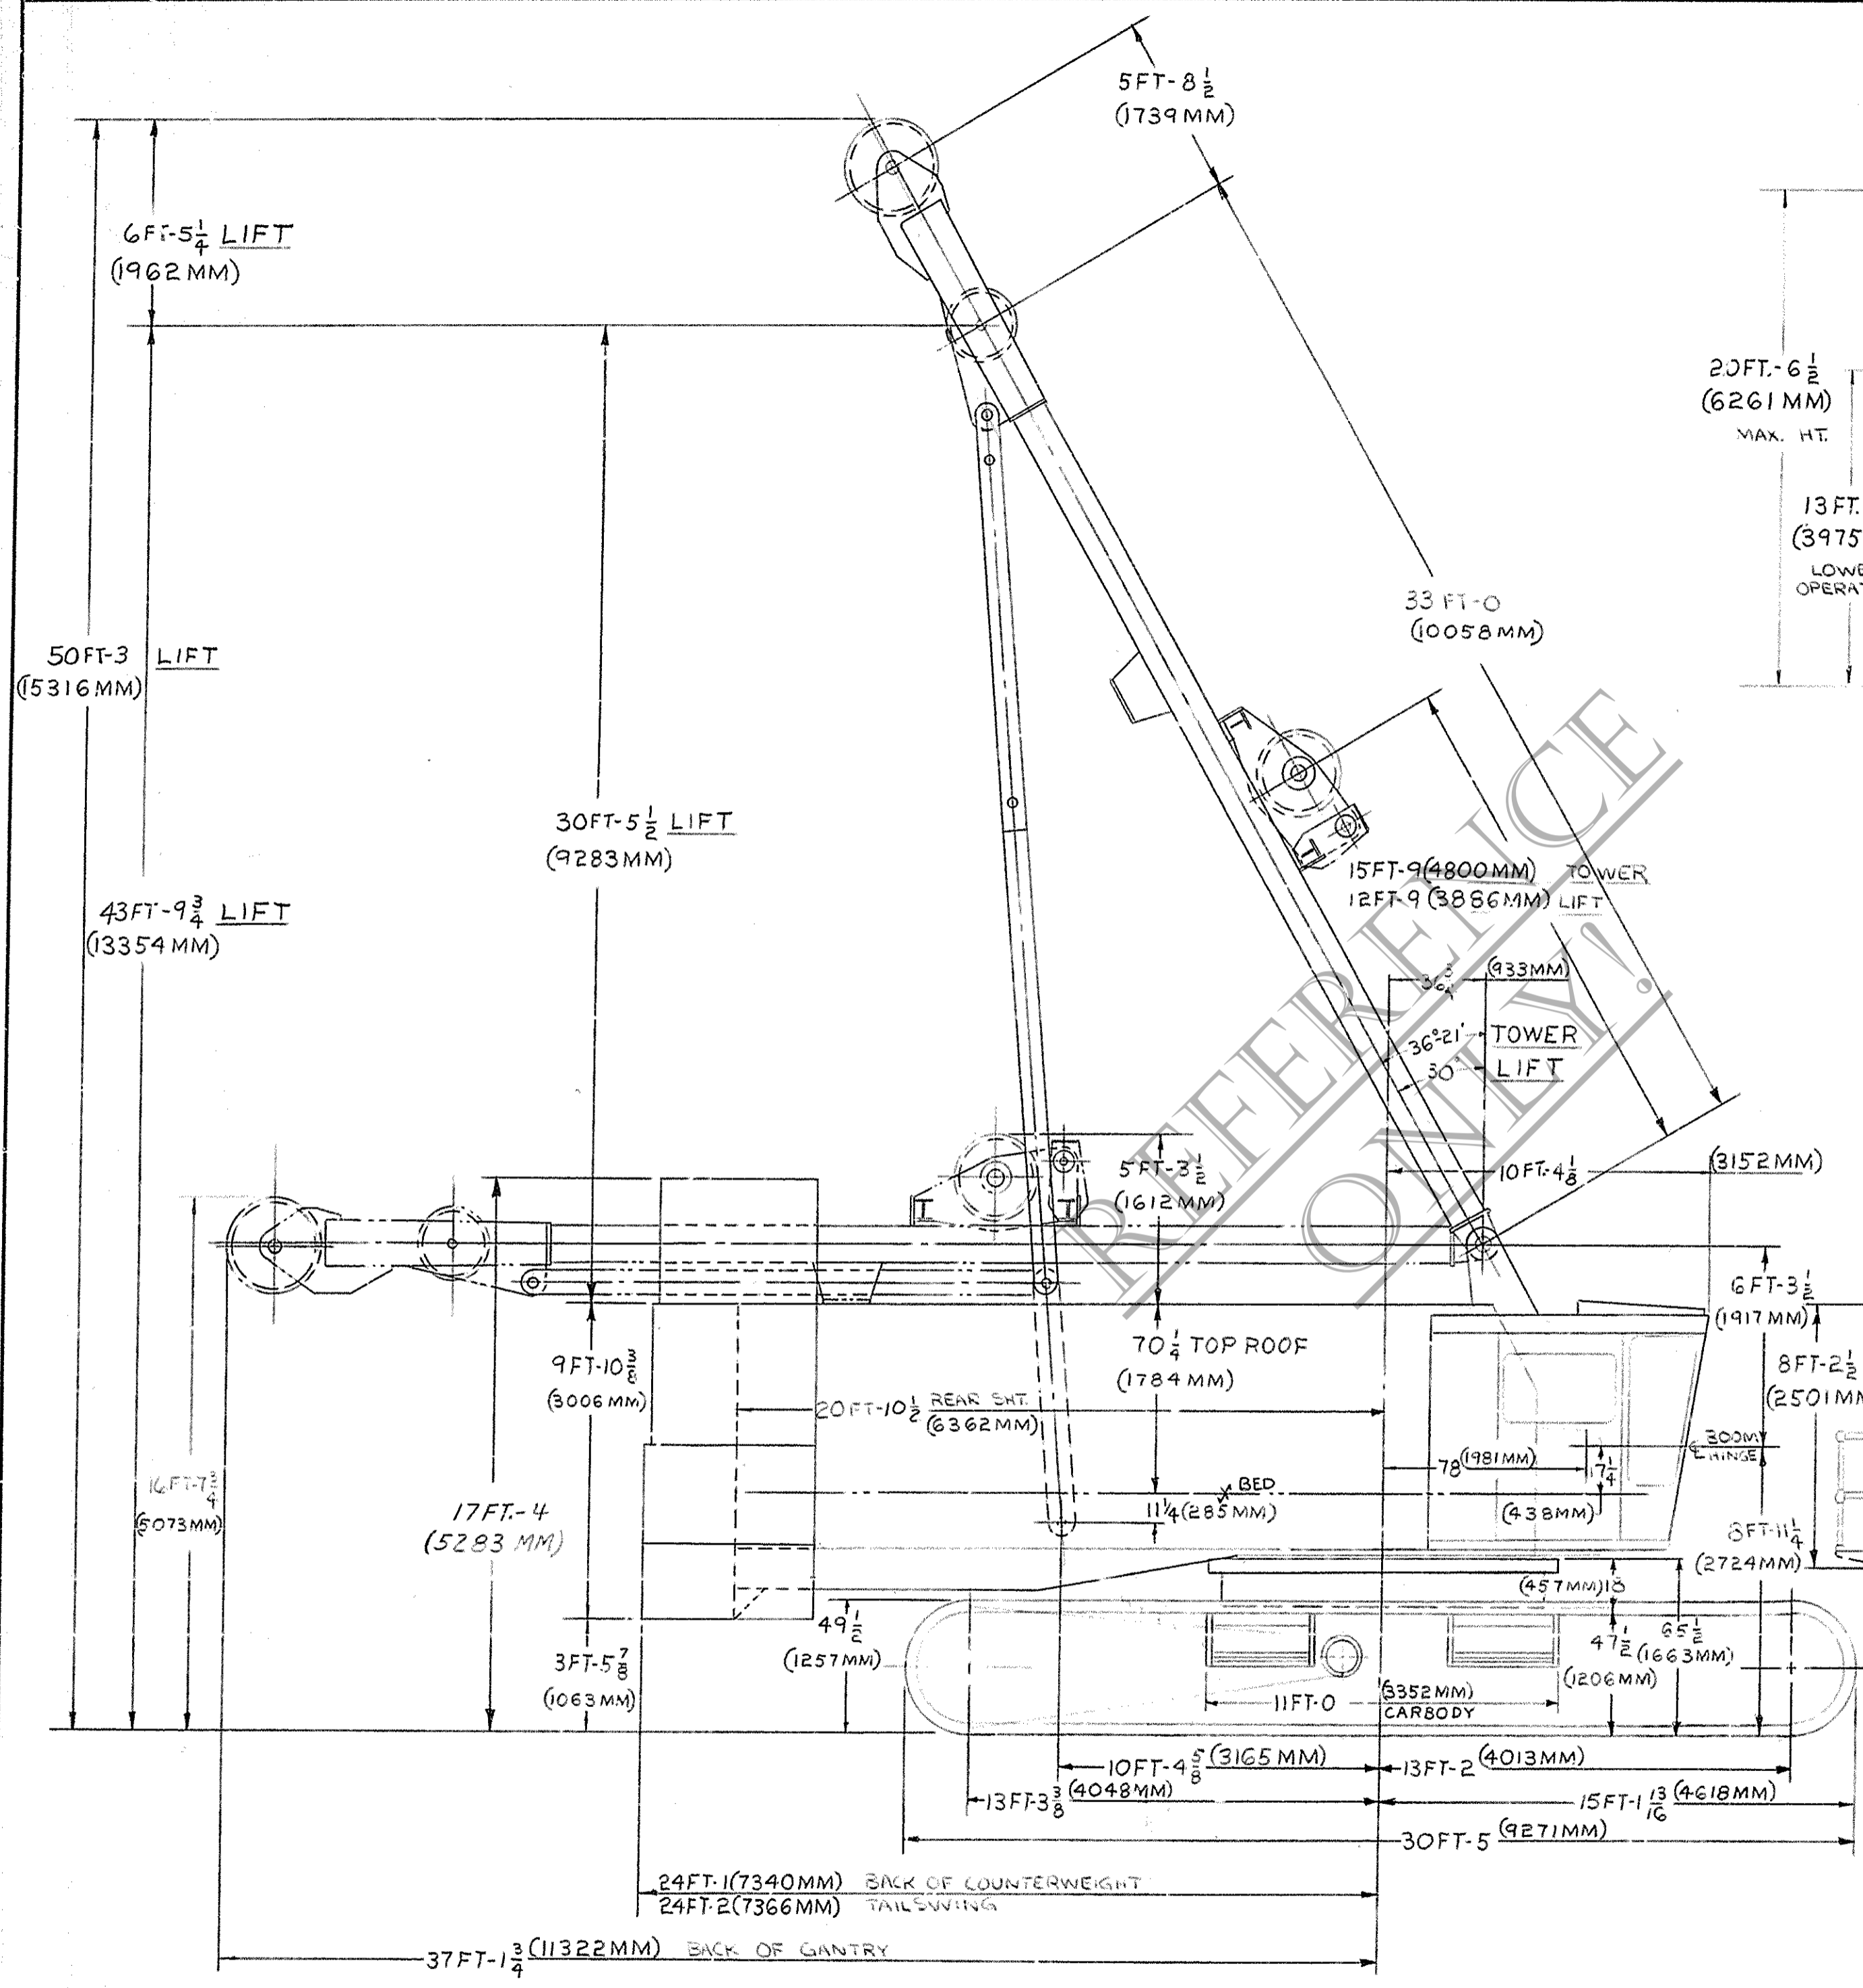 5FT-8 1/2
(1739MM)
6FT-5 1/4 LIFT
(1962MM)
20FT.-6 1/2
(6261MM)
MAX. HT.
13FT.
(3975
LOWE
OPERAT
33FT-0
(10058MM)
50FT-3 LIFT
(15316MM)
30FT-5 1/2 LIFT
(9283MM)
15FT-9(4800MM) TOWER
12FT-9(3886MM) LIFT
43FT-9 3/4 LIFT
(13354MM)
(933MM)
36°21' TOWER
30° LIFT
REFERENCE
ONLY!
5FT-3 1/2
(1612MM)
10FT-4 1/8
(3152MM)
6FT-3 1/2
(1917MM)
70 1/4 TOP ROOF
(1784MM)
9FT-10 3/8
(3006MM)
8FT-2 1/2
(2501MM
20FT-10 1/2 REAR SHT.
(6362MM)
BOOM
HINGE
78 (1981MM)
17 1/4
(438MM)
BED
11 1/4 (285MM)
16FT-7 3/4
(5073MM)
17FT.-4
(5283 MM)
8FT-11 1/4
(2724MM)
(457MM) 18
49 1/2
(1257MM)
47 1/2
(1206MM)
65 1/2
(1663MM)
3FT-5 7/8
(1063MM)
11FT-0 (3352MM)
CARBODY
10FT-4 5/8 (3165MM)
13FT-2 (4013MM)
13FT-3 3/8 (4048MM)
15FT-1 13/16 (4618MM)
30FT-5 (9271MM)
24FT-1(7340MM) BACK OF COUNTERWEIGHT
24FT-2(7366MM) TAILSWING
37FT-1 3/4 (11322MM) BACK OF GANTRY